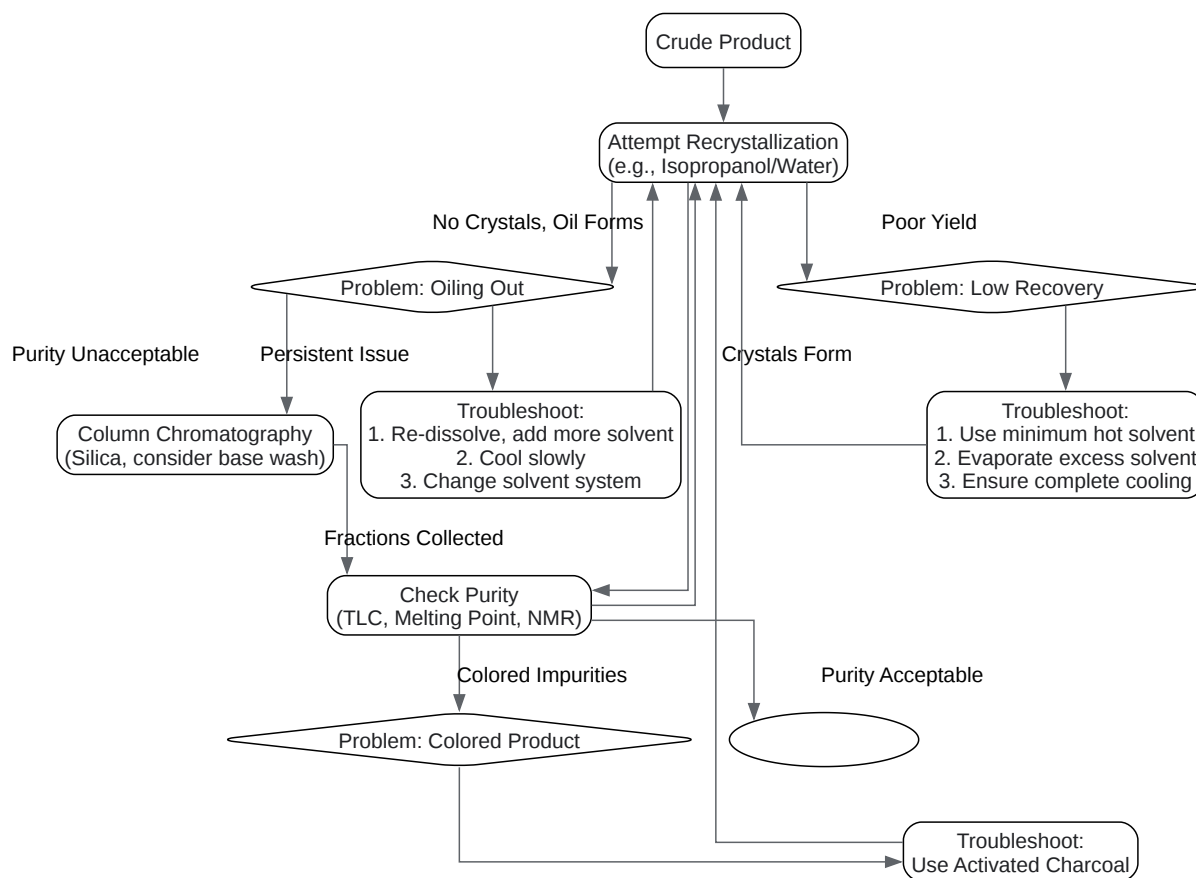 Crude Product
Attempt Recrystallization
(e.g., Isopropanol/Water)
No Crystals, Oil Forms
Poor Yield
Problem: Oiling Out
Problem: Low Recovery
Purity Unacceptable
Persistent Issue
Crystals Form
Column Chromatography
(Silica, consider base wash)
Troubleshoot:
1. Re-dissolve, add more solvent
2. Cool slowly
3. Change solvent system
Troubleshoot:
1. Use minimum hot solvent
2. Evaporate excess solvent
3. Ensure complete cooling
Fractions Collected
Check Purity
(TLC, Melting Point, NMR)
Colored Impurities
Purity Acceptable
Problem: Colored Product
Troubleshoot:
Use Activated Charcoal